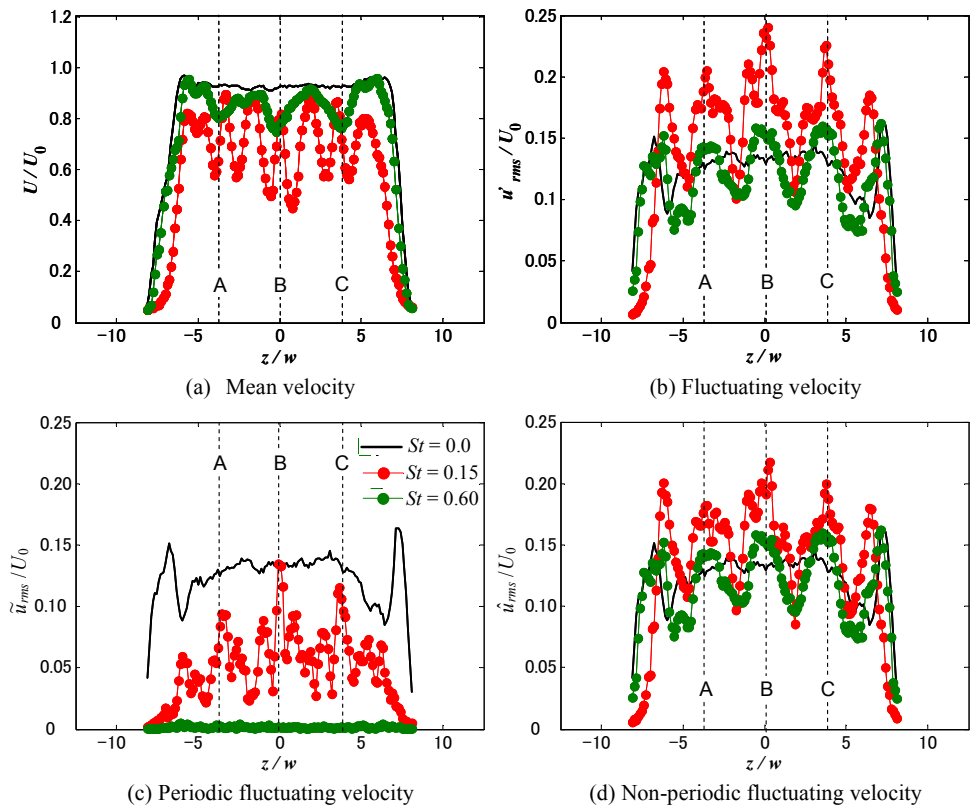 1.2
1.0
0.8
0.6
0.4
0.2
0
U / U0
A B C
−10 −5 0 5 10
z / w
(a) Mean velocity
0.25
0.20
0.15
0.10
0.05
0
u' rms / U0
A B C
−10 −5 0 5 10
z / w
(b) Fluctuating velocity
0.25
0.20
0.15
0.10
0.05
0
ũrms / U0
A B C
St = 0.0
St = 0.15
St = 0.60
−10 −5 0 5 10
z / w
(c) Periodic fluctuating velocity
0.25
0.20
0.15
0.10
0.05
0
ûrms / U0
A B C
−10 −5 0 5 10
z / w
(d) Non-periodic fluctuating velocity